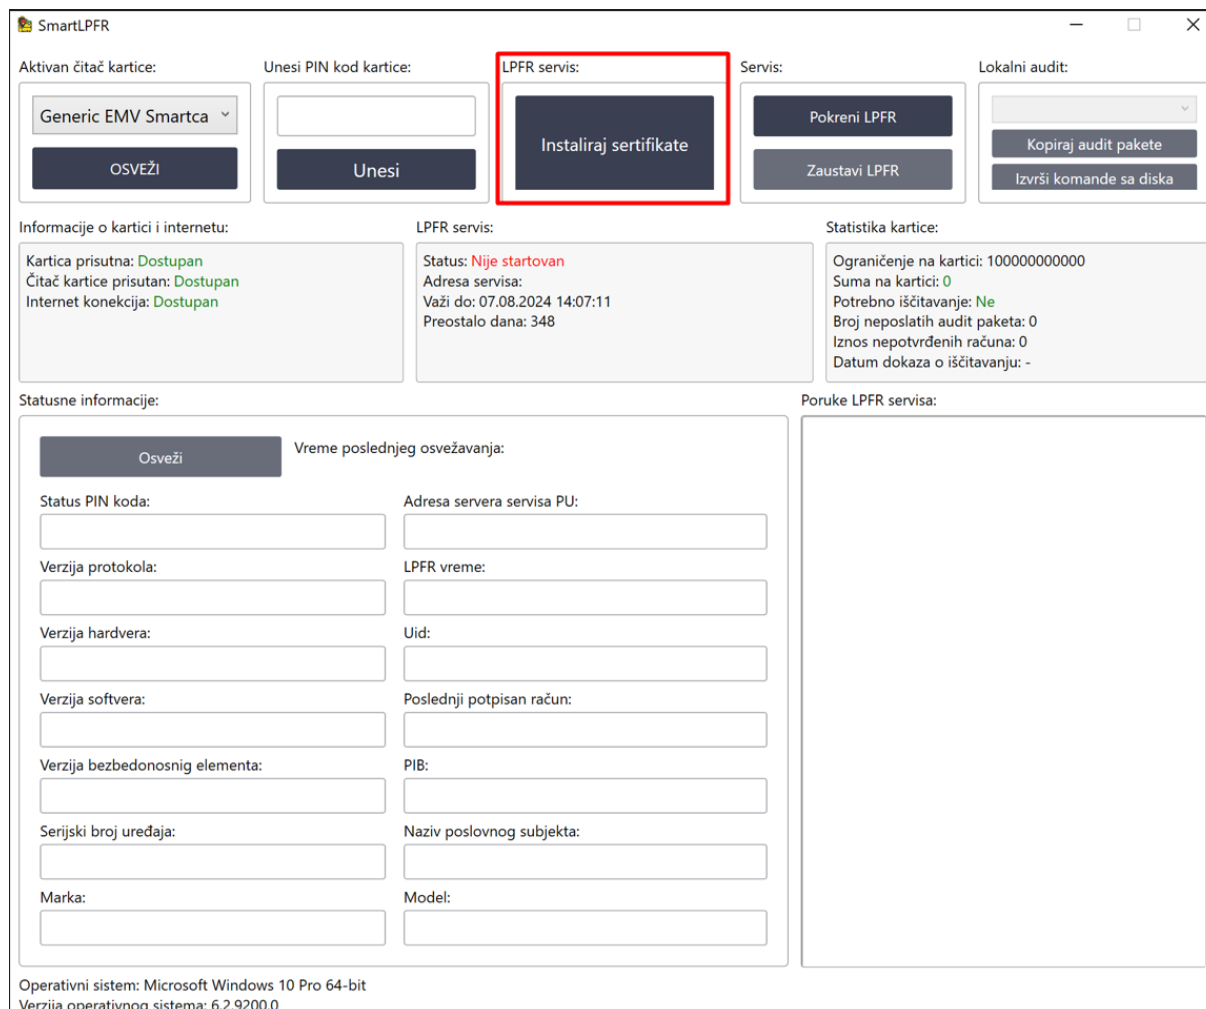 SmartLPFR
Aktivan čitač kartice:
Generic EMV Smartca
OSVEŽI
Unesi PIN kod kartice:
Unesi
LPFR servis:
Instaliraj sertifikate
Servis:
Pokreni LPFR
Zaustavi LPFR
Lokalni audit:
Kopiraj audit pakete
Izvrši komande sa diska
Informacije o kartici i internetu:
Kartica prisutna: Dostupan
Čitač kartice prisutan: Dostupan
Internet konekcija: Dostupan
LPFR servis:
Status: Nije startovan
Adresa servisa:
Važi do: 07.08.2024 14:07:11
Preostalo dana: 348
Statistika kartice:
Ograničenje na kartici: 100000000000
Suma na kartici: 0
Potrebno iščitavanje: Ne
Broj neposlatih audit paketa: 0
Iznos nepotvrđenih računa: 0
Datum dokaza o iščitavanju: -
Statusne informacije:
Osveži
Vreme poslednjeg osvežavanja:
Status PIN koda:
Adresa servera servisa PU:
Verzija protokola:
LPFR vreme:
Verzija hardvera:
Uid:
Verzija softvera:
Poslednji potpisan račun:
Verzija bezbedonosnig elementa:
PIB:
Serijski broj uređaja:
Naziv poslovnog subjekta:
Marka:
Model:
Poruke LPFR servisa:
Operativni sistem: Microsoft Windows 10 Pro 64-bit
Verzija operativnog sistema: 6.2.9200.0